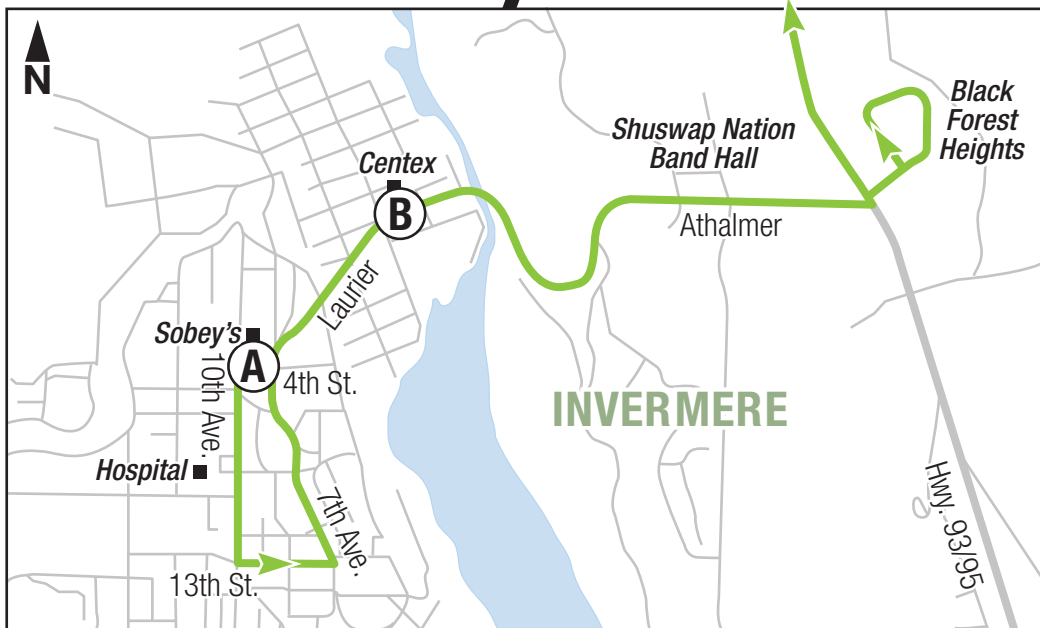 N
Black
Forest
Heights
Shuswap Nation
Band Hall
Centex
B
Athalmer
Laurier
Sobey's
A
10th Ave.
4th St.
INVERMERE
Hospital
7th Ave.
Hwy. 93/95
13th St.